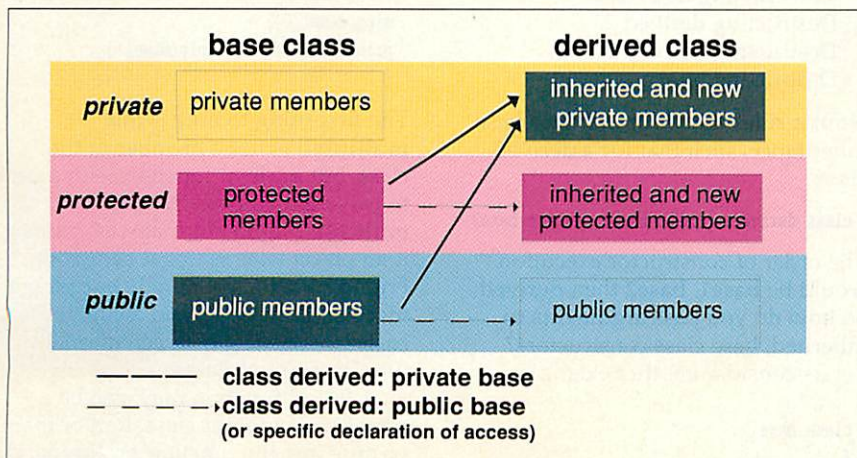 base class
derived class
private
private members
inherited and new
private members
protected
protected
members
inherited and new
protected members
public
public members
public members
class derived: private base
class derived: public base
(or specific declaration of access)